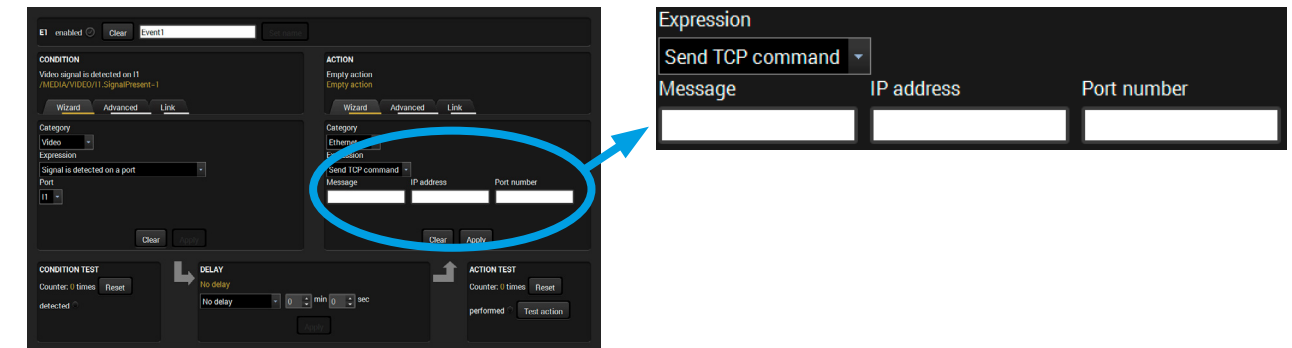 E1 enabled Clear Event1 Set name
CONDITION
Video signal is detected on I1
/MEDIA/VIDEO/I1.SignalPresent=1
Wizard Advanced Link
Category
Video
Expression
Signal is detected on a port
Port
I1
Clear Apply
ACTION
Empty action
Empty action
Wizard Advanced Link
Category
Ethernet
Expression
Send TCP command
Message IP address Port number
Clear Apply
CONDITION TEST
Counter: 0 times Reset
detected
DELAY
No delay
No delay 0 min 0 sec
Apply
ACTION TEST
Counter: 0 times Reset
performed Test action
Expression
Send TCP command
Message IP address Port number